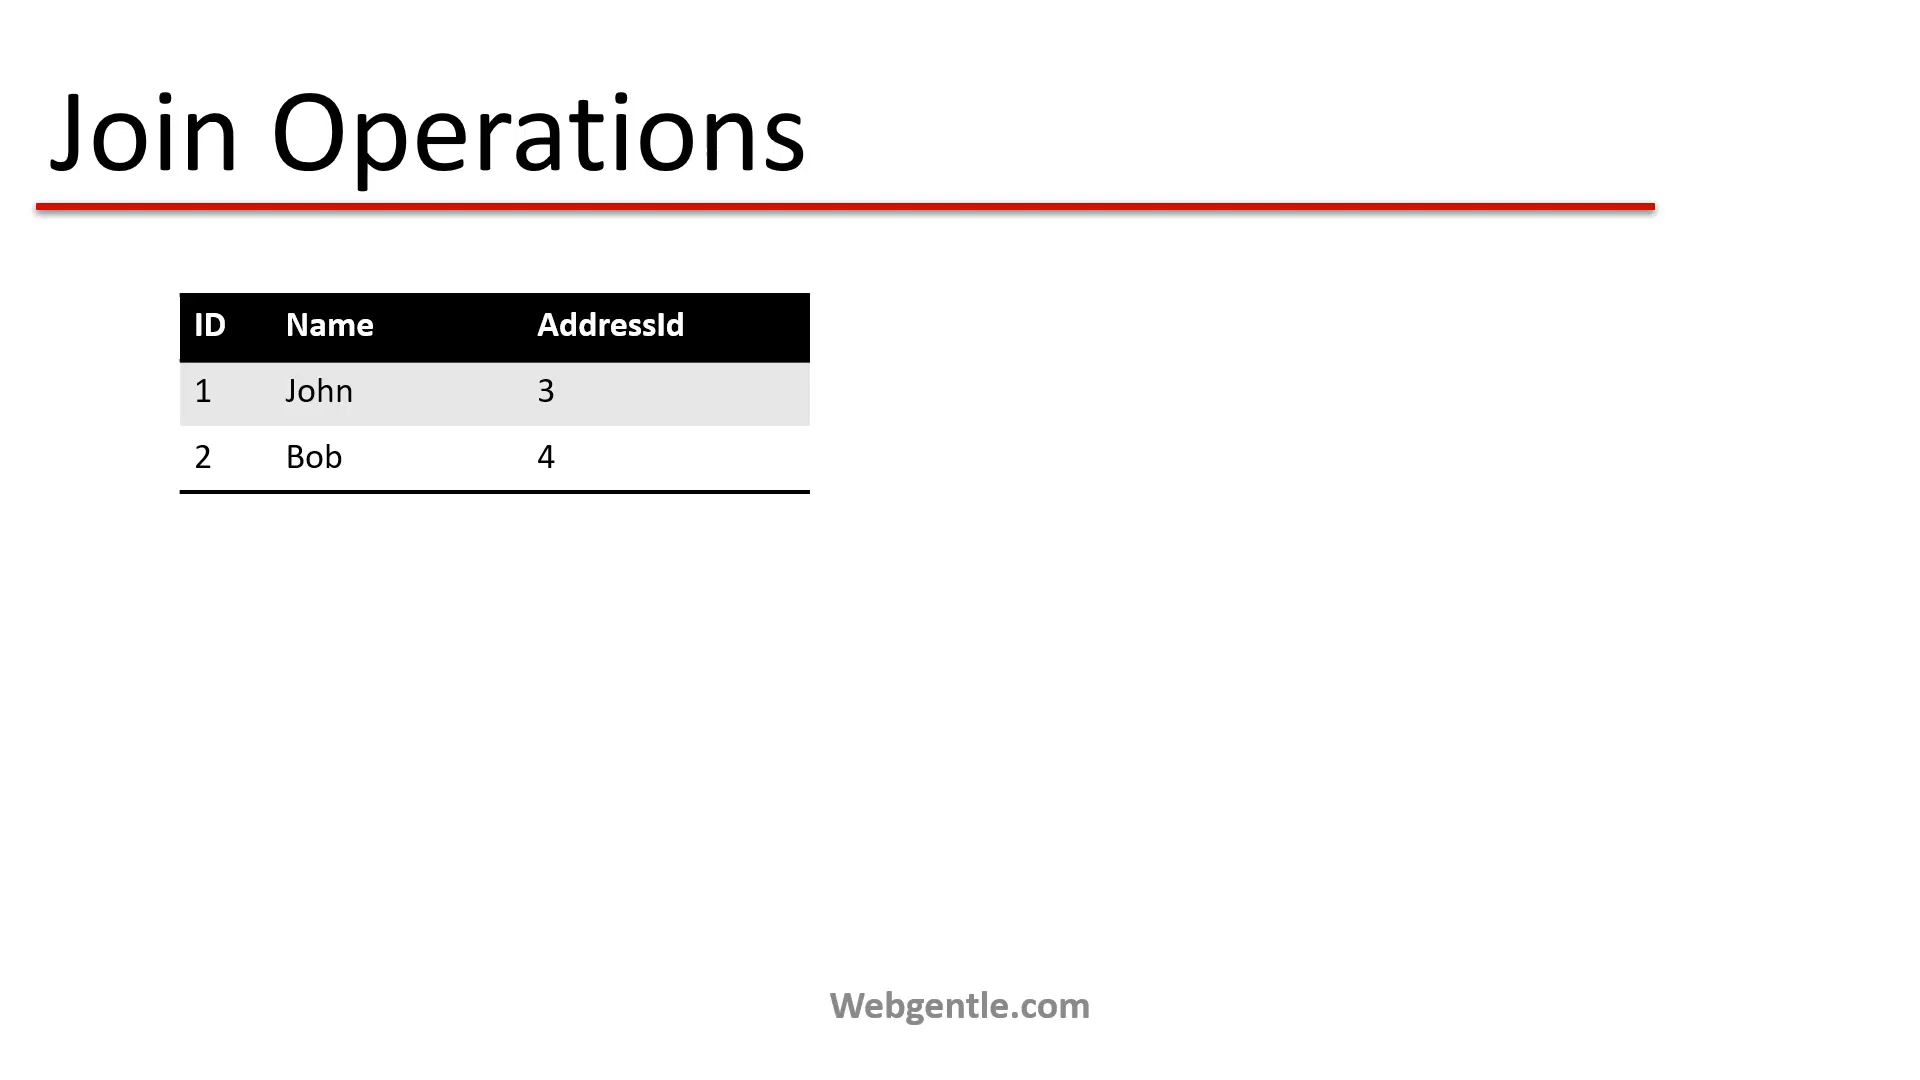 Join Operations
ID Name AddressId
1 John 3
2 Bob 4
Webgentle.com